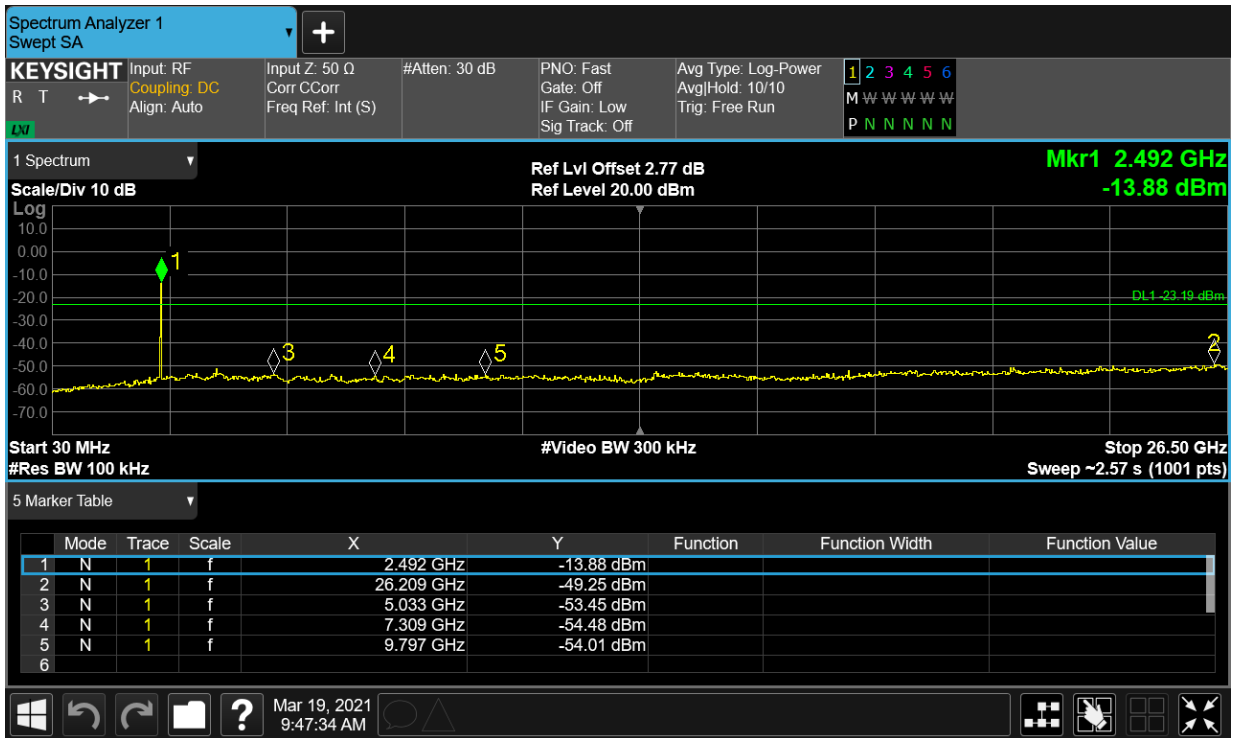 Spectrum Analyzer 1
Swept SA
KEYSIGHT
R T
LXI
Input: RF
Coupling: DC
Align: Auto
Input Z: 50 Ω
Corr CCorr
Freq Ref: Int (S)
#Atten: 30 dB
PNO: Fast
Gate: Off
IF Gain: Low
Sig Track: Off
Avg Type: Log-Power
Avg|Hold: 10/10
Trig: Free Run
1 2 3 4 5 6
M W W W W W
P N N N N N
1 Spectrum
Scale/Div 10 dB
Ref Lvl Offset 2.77 dB
Ref Level 20.00 dBm
Mkr1 2.492 GHz
-13.88 dBm
Log
10.0
0.00
-10.0
-20.0
-30.0
-40.0
-50.0
-60.0
-70.0
1
3
4
5
2
DL1 -23.19 dBm
Start 30 MHz
#Video BW 300 kHz
Stop 26.50 GHz
#Res BW 100 kHz
Sweep ~2.57 s (1001 pts)
5 Marker Table
Mode Trace Scale X Y Function Function Width Function Value
1 N 1 f 2.492 GHz -13.88 dBm
2 N 1 f 26.209 GHz -49.25 dBm
3 N 1 f 5.033 GHz -53.45 dBm
4 N 1 f 7.309 GHz -54.48 dBm
5 N 1 f 9.797 GHz -54.01 dBm
6
?
Mar 19, 2021
9:47:34 AM